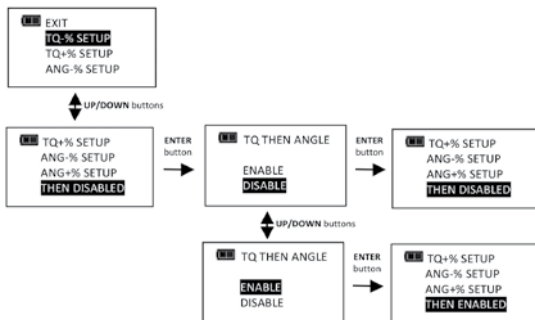 EXIT
TQ-% SETUP
TQ+% SETUP
ANG-% SETUP
UP/DOWN buttons
TQ+% SETUP
ANG-% SETUP
ANG+% SETUP
THEN DISABLED
ENTER
button
TQ THEN ANGLE
ENABLE
DISABLE
ENTER
button
TQ+% SETUP
ANG-% SETUP
ANG+% SETUP
THEN DISABLED
UP/DOWN buttons
TQ THEN ANGLE
ENABLE
DISABLE
ENTER
button
TQ+% SETUP
ANG-% SETUP
ANG+% SETUP
THEN ENABLED